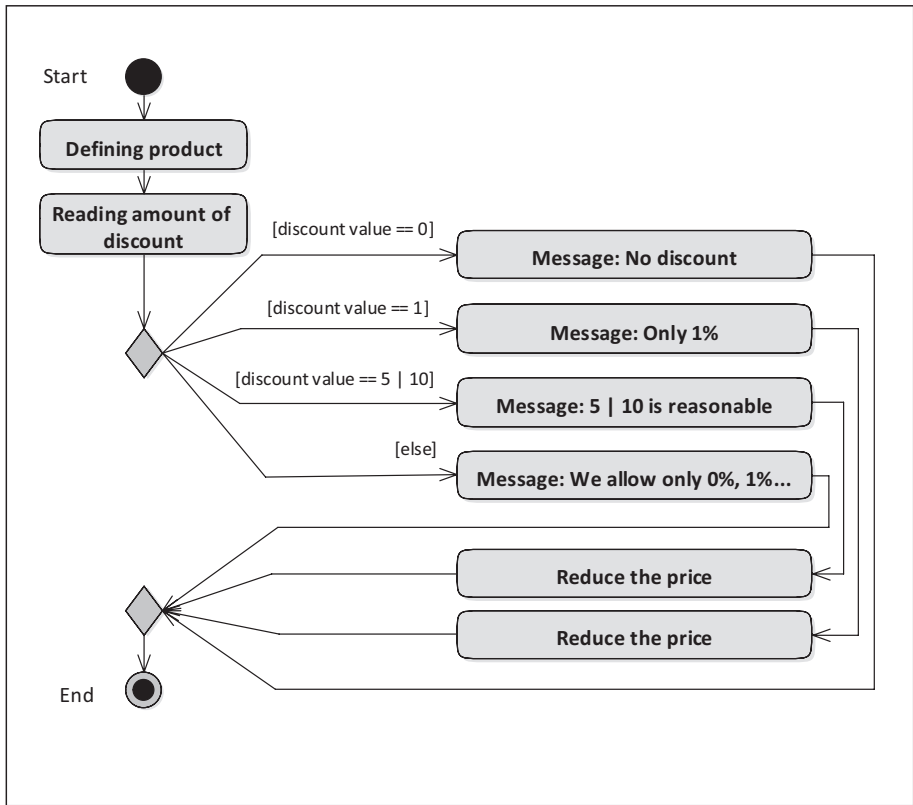 Start
Defining product
Reading amount of
discount
[discount value == 0]
Message: No discount
[discount value == 1]
Message: Only 1%
[discount value == 5 | 10]
Message: 5 | 10 is reasonable
[else]
Message: We allow only 0%, 1%...
Reduce the price
Reduce the price
End